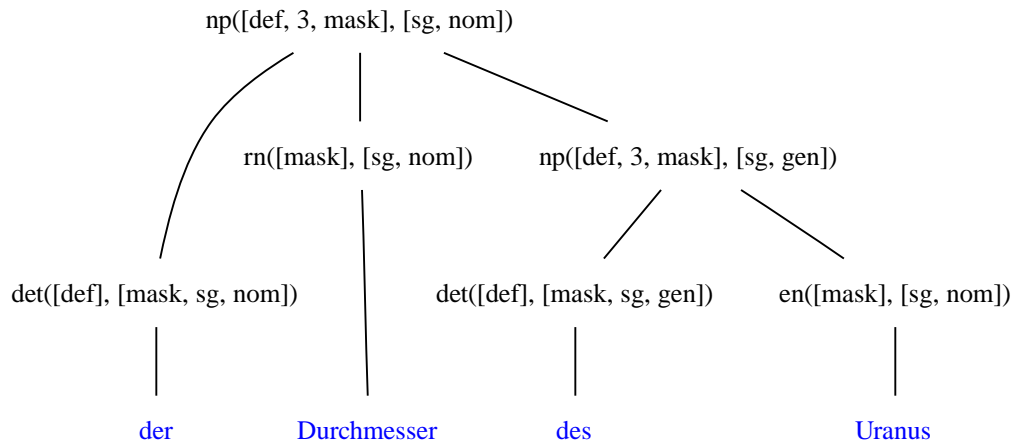 np([def, 3, mask], [sg, nom])
rn([mask], [sg, nom]) np([def, 3, mask], [sg, gen])
det([def], [mask, sg, nom]) det([def], [mask, sg, gen]) en([mask], [sg, nom])
der Durchmesser des Uranus